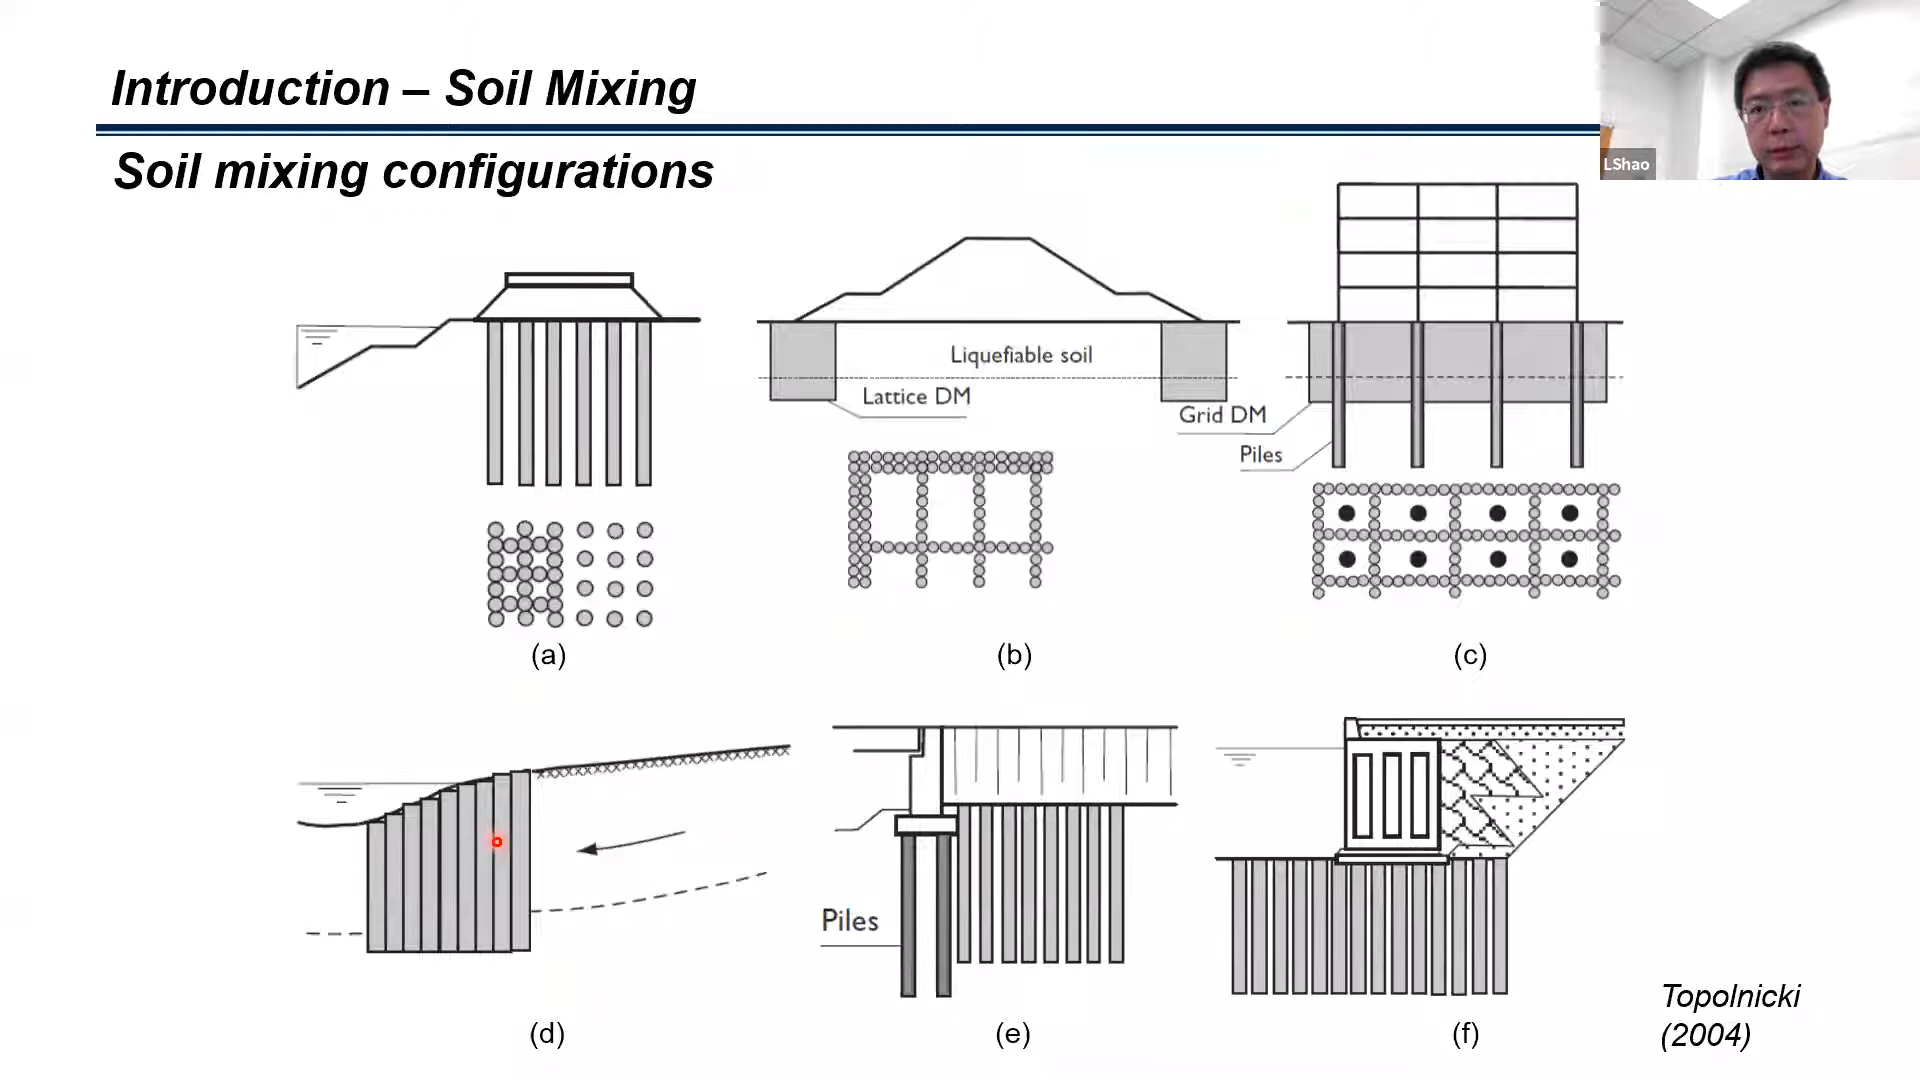 Introduction – Soil Mixing
LShao
Soil mixing configurations
Liquefiable soil
Lattice DM
Grid DM
Piles
(a)
(b)
(c)
Piles
(d)
(e)
(f)
Topolnicki
(2004)